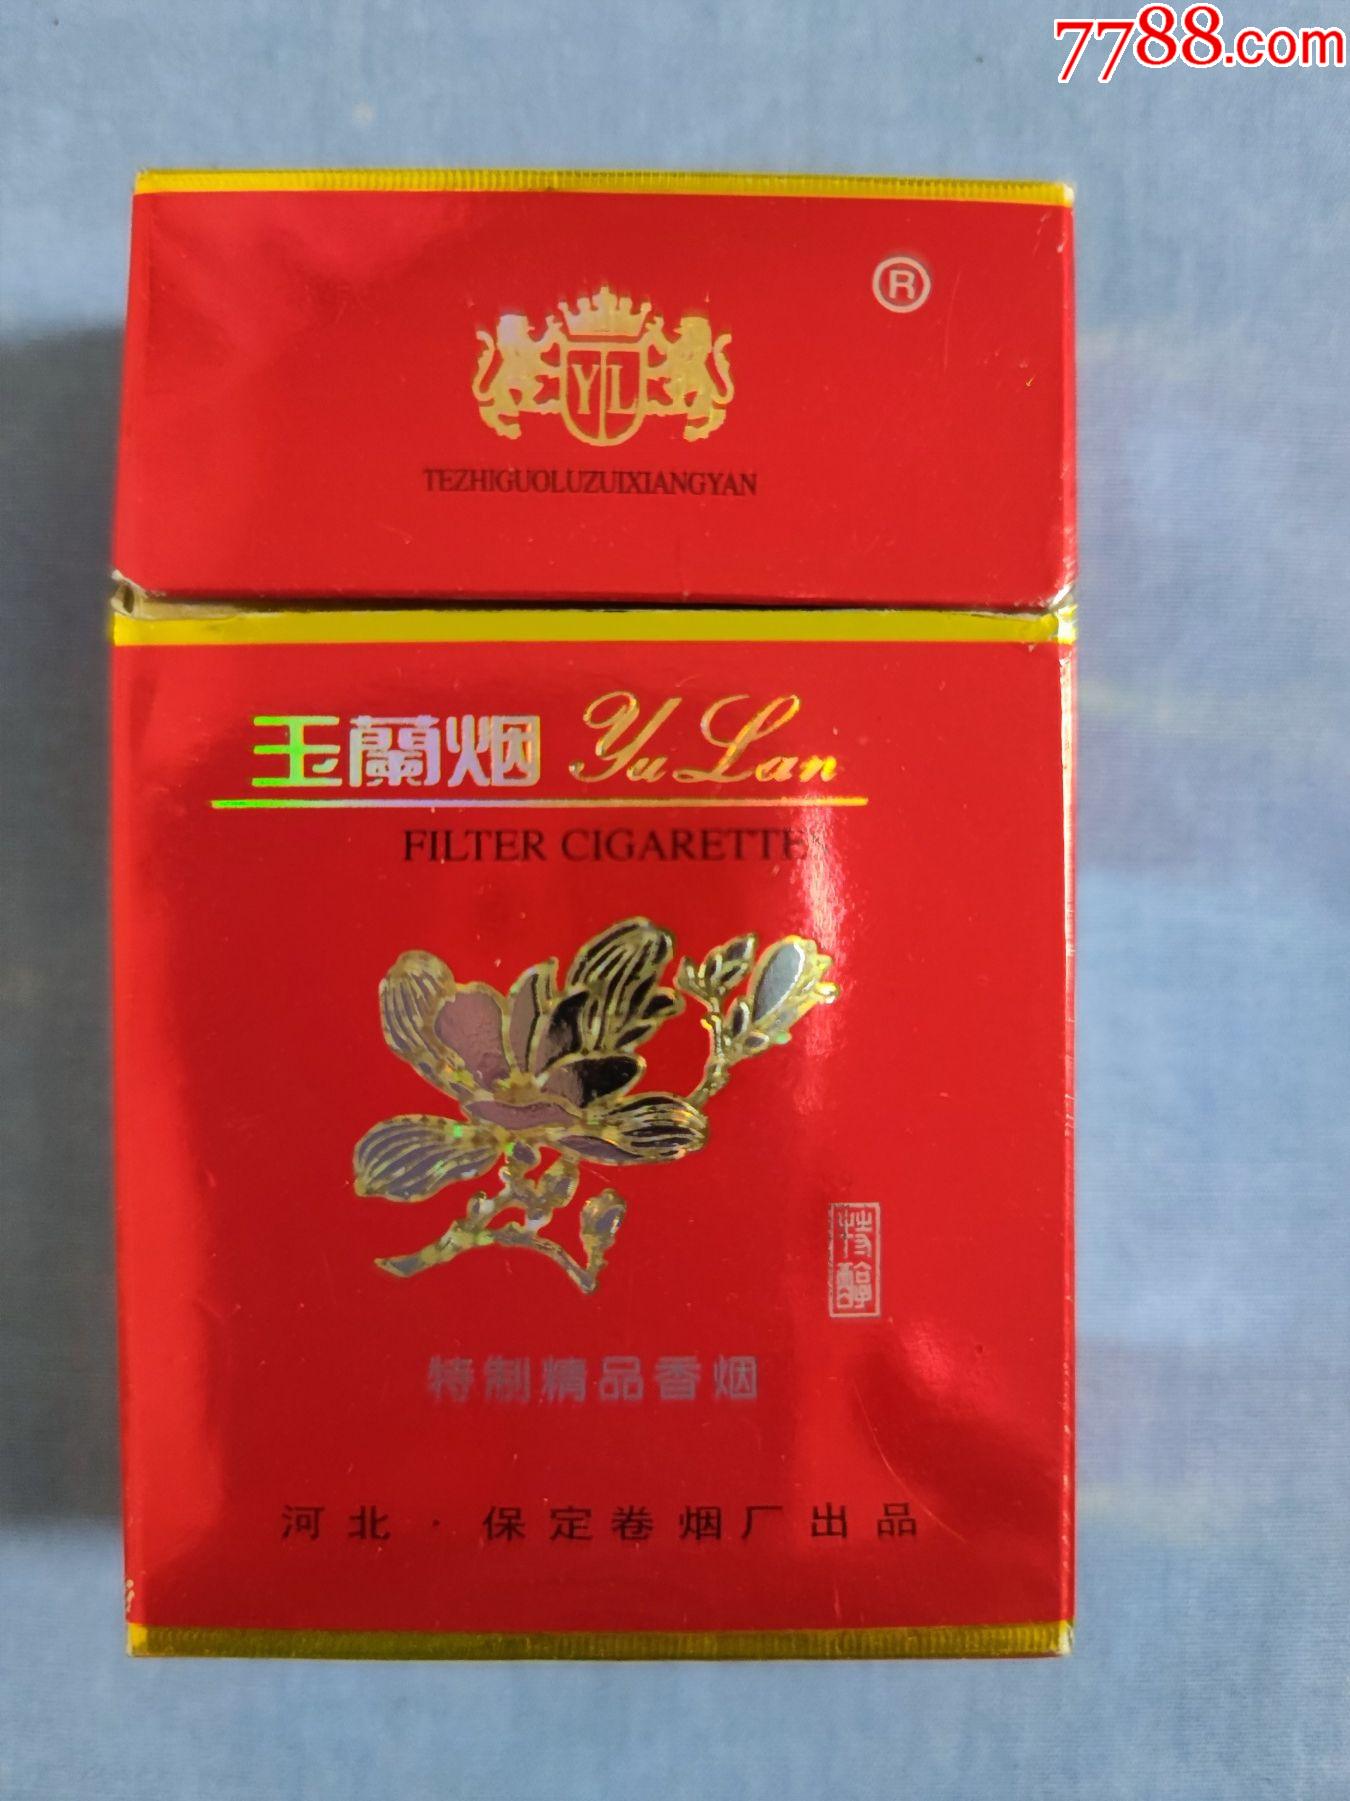 7788.com
®
YL
TEZHIGUOLUZUIXIANGYAN
玉蘭烟 Yu Lan
FILTER CIGARETTE
特醇
特制精品香烟
河北·保定卷烟厂出品